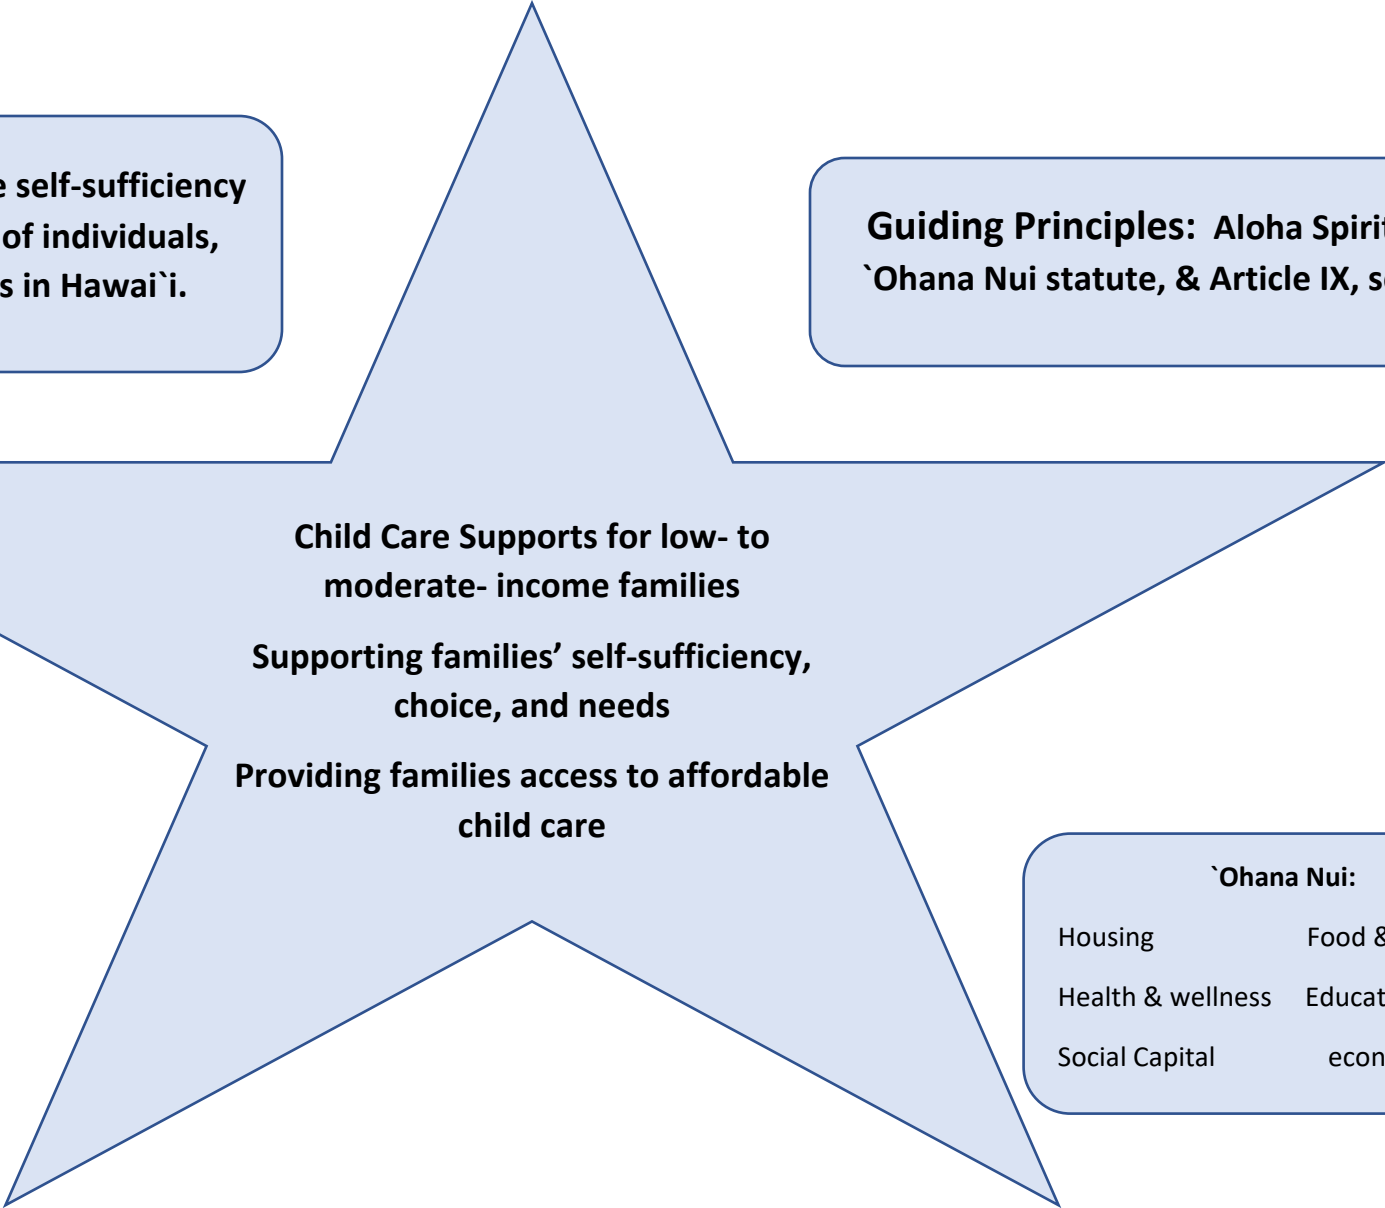 self-sufficiency
of individuals,
in Hawai`i.
Guiding Principles: Aloha
`Ohana Nui statute, & Article IX,
Child Care Supports for low- to
moderate- income families
Supporting families’ self-sufficiency,
choice, and needs
Providing families access to affordable
child care
`Ohana Nui:
Housing Food &
Health & wellness
Social Capital